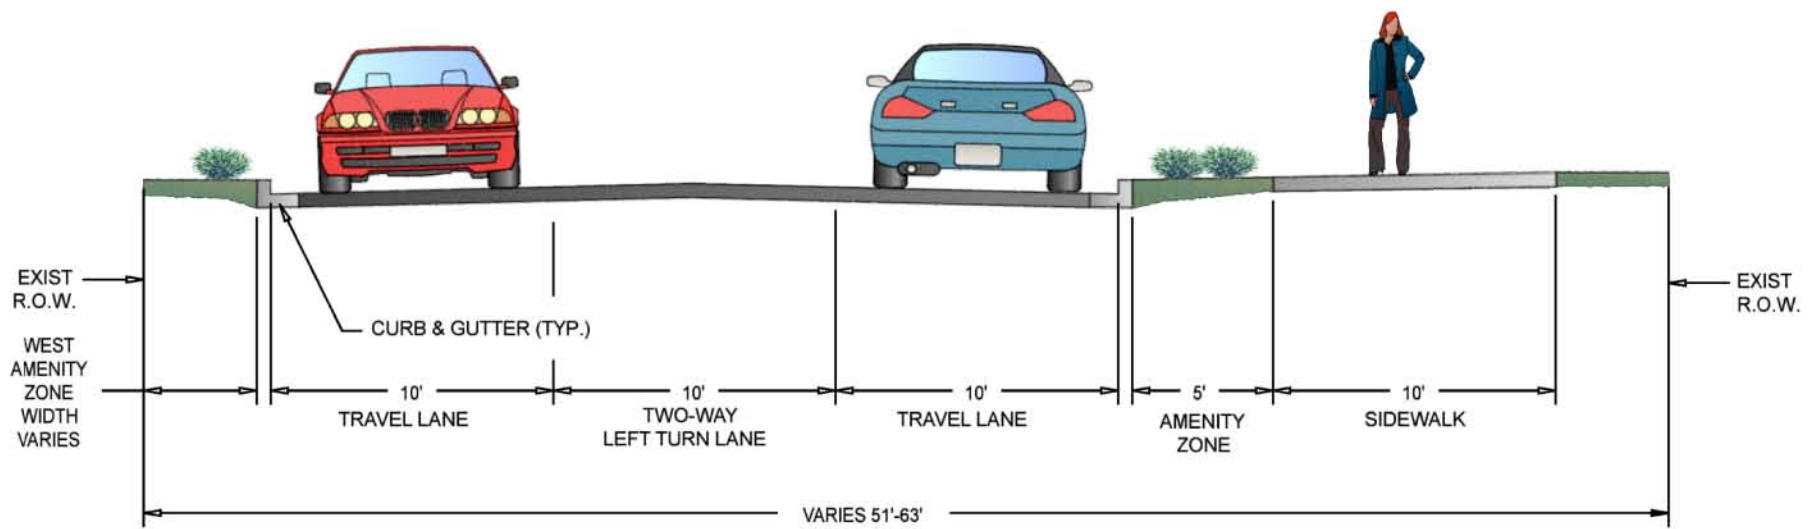 EXIST
R.O.W.
EXIST
R.O.W.
CURB & GUTTER (TYP.)
WEST
AMENITY
ZONE
WIDTH
VARIES
10'
TRAVEL LANE
10'
TWO-WAY
LEFT TURN LANE
10'
TRAVEL LANE
5'
AMENITY
ZONE
10'
SIDEWALK
VARIES 51'-63'